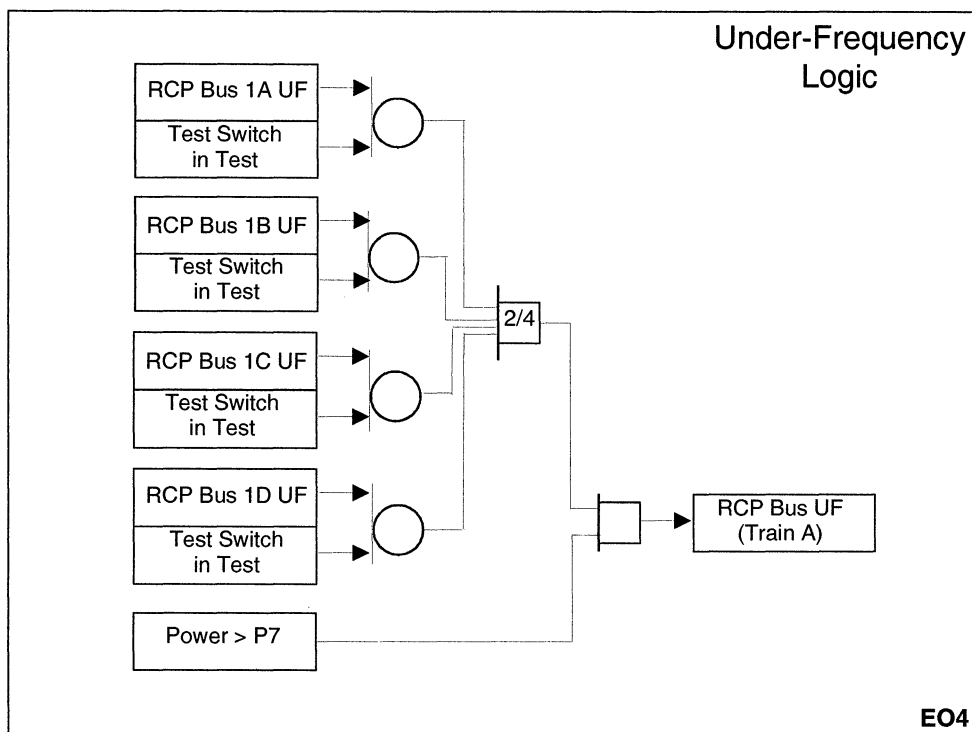 Under-Frequency
Logic
RCP Bus 1A UF
Test Switch
in Test
RCP Bus 1B UF
Test Switch
in Test
RCP Bus 1C UF
Test Switch
in Test
RCP Bus 1D UF
Test Switch
in Test
Power > P7
2/4
RCP Bus UF
(Train A)
EO4